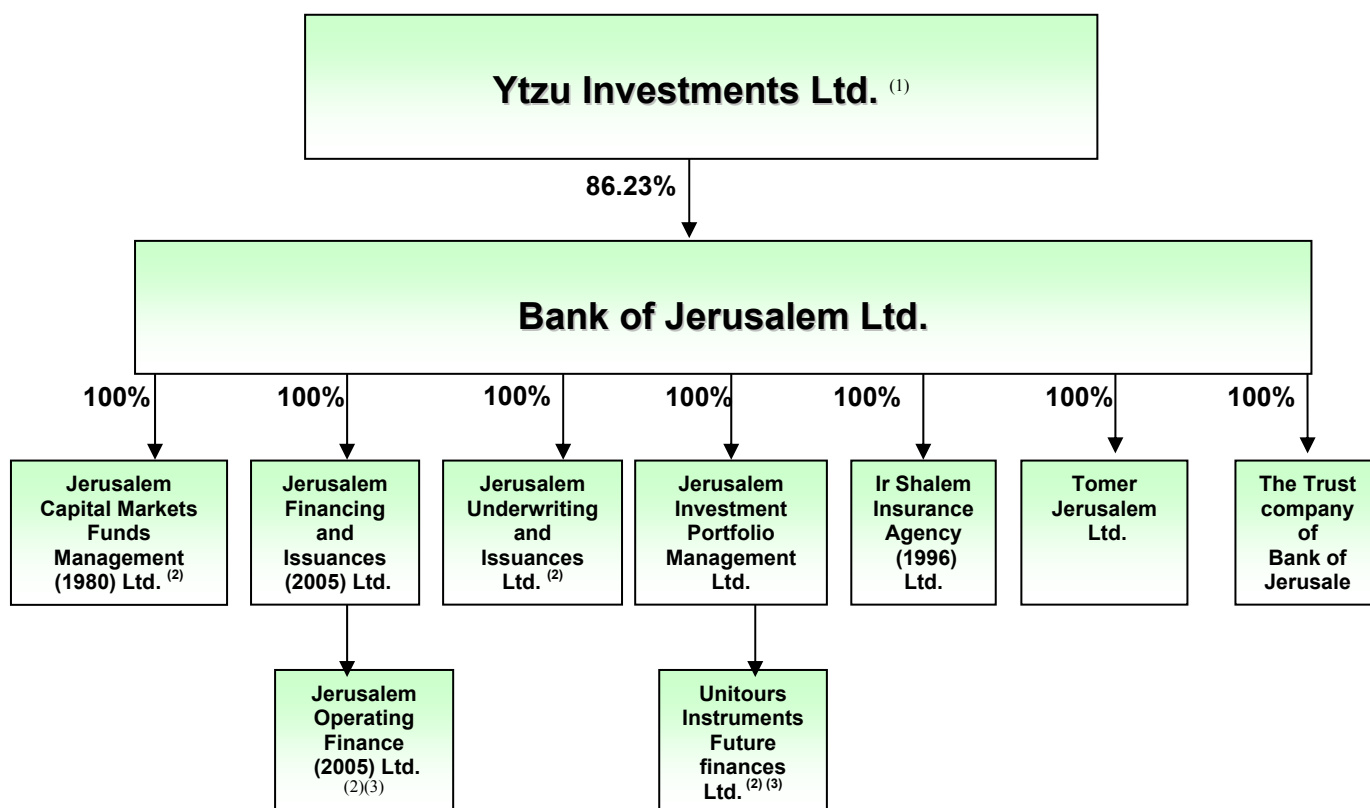 Ytzu Investments Ltd. (1)
86.23%
Bank of Jerusalem Ltd.
100% 100% 100% 100% 100% 100% 100%
Jerusalem
Capital Markets
Funds
Management
(1980) Ltd. (2)
Jerusalem
Financing
and
Issuances
(2005) Ltd.
Jerusalem
Underwriting
and
Issuances
Ltd. (2)
Jerusalem
Investment
Portfolio
Management
Ltd.
Ir Shalem
Insurance
Agency
(1996)
Ltd.
Tomer
Jerusalem
Ltd.
The Trust
company
of
Bank of
Jerusale
Jerusalem
Operating
Finance
(2005) Ltd.
(2)(3)
Unitours
Instruments
Future
finances
Ltd. (2) (3)